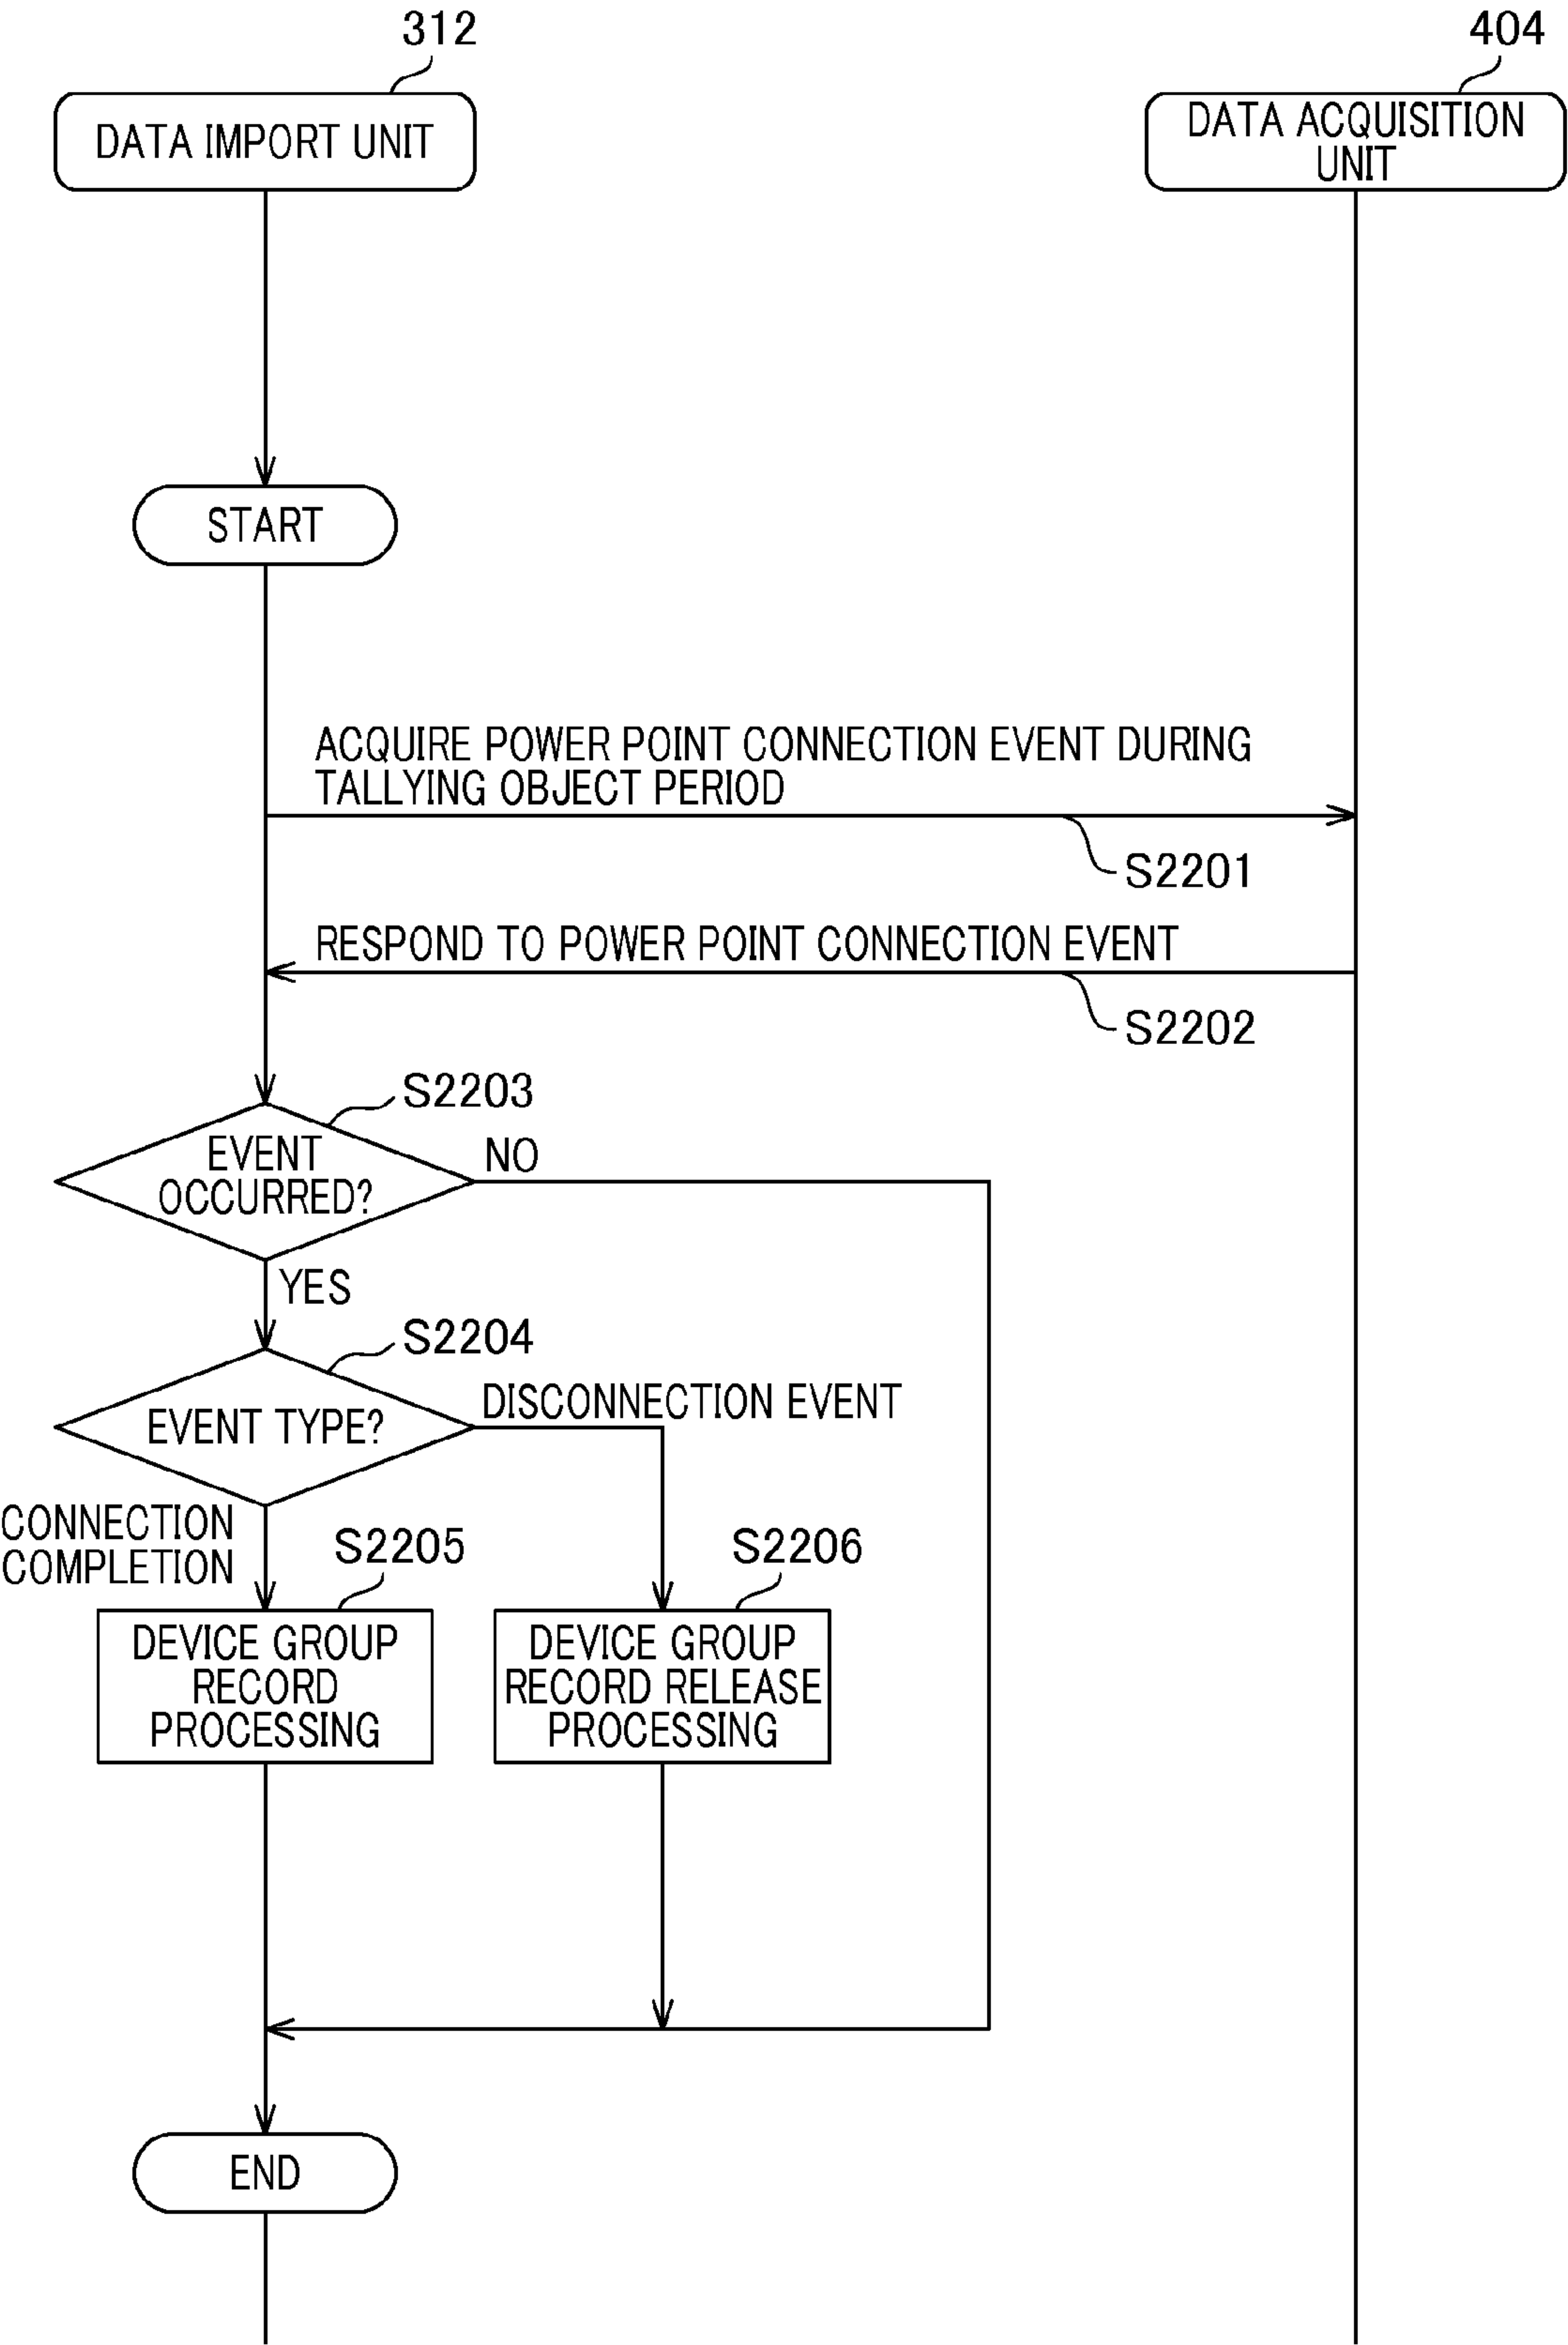 312
404
DATA IMPORT UNIT
DATA ACQUISITION
UNIT
START
ACQUIRE POWER POINT CONNECTION EVENT DURING
TALLYING OBJECT PERIOD
S2201
RESPOND TO POWER POINT CONNECTION EVENT
S2202
S2203
EVENT
OCCURRED?
NO
YES
S2204
EVENT TYPE?
DISCONNECTION EVENT
CONNECTION
COMPLETION
S2205
DEVICE GROUP
RECORD
PROCESSING
S2206
DEVICE GROUP
RECORD RELEASE
PROCESSING
END